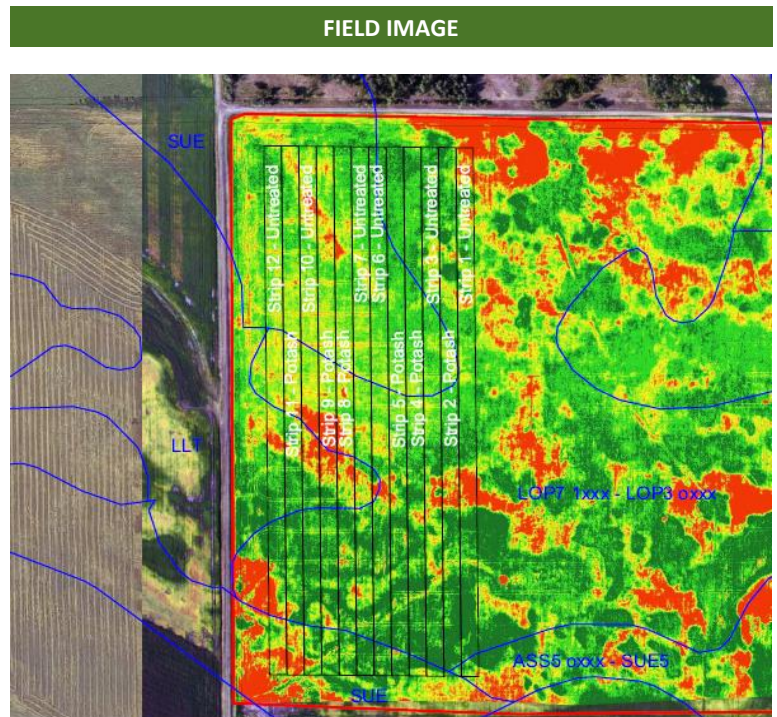 FIELD IMAGE
SUE
Strip 12 - Untreated
Strip 10 - Untreated
Strip 7 - Untreated
Strip 6 - Untreated
Strip 3 - Untreated
Strip 1 - Untreated
Strip 11 - Potash
Strip 9 - Potash
Strip 8 - Potash
Strip 5 - Potash
Strip 4 - Potash
Strip 2 - Potash
LLT
LOP7 1xxx - LOP3 oxxx
ASS5 oxxx - SUE5
SUE